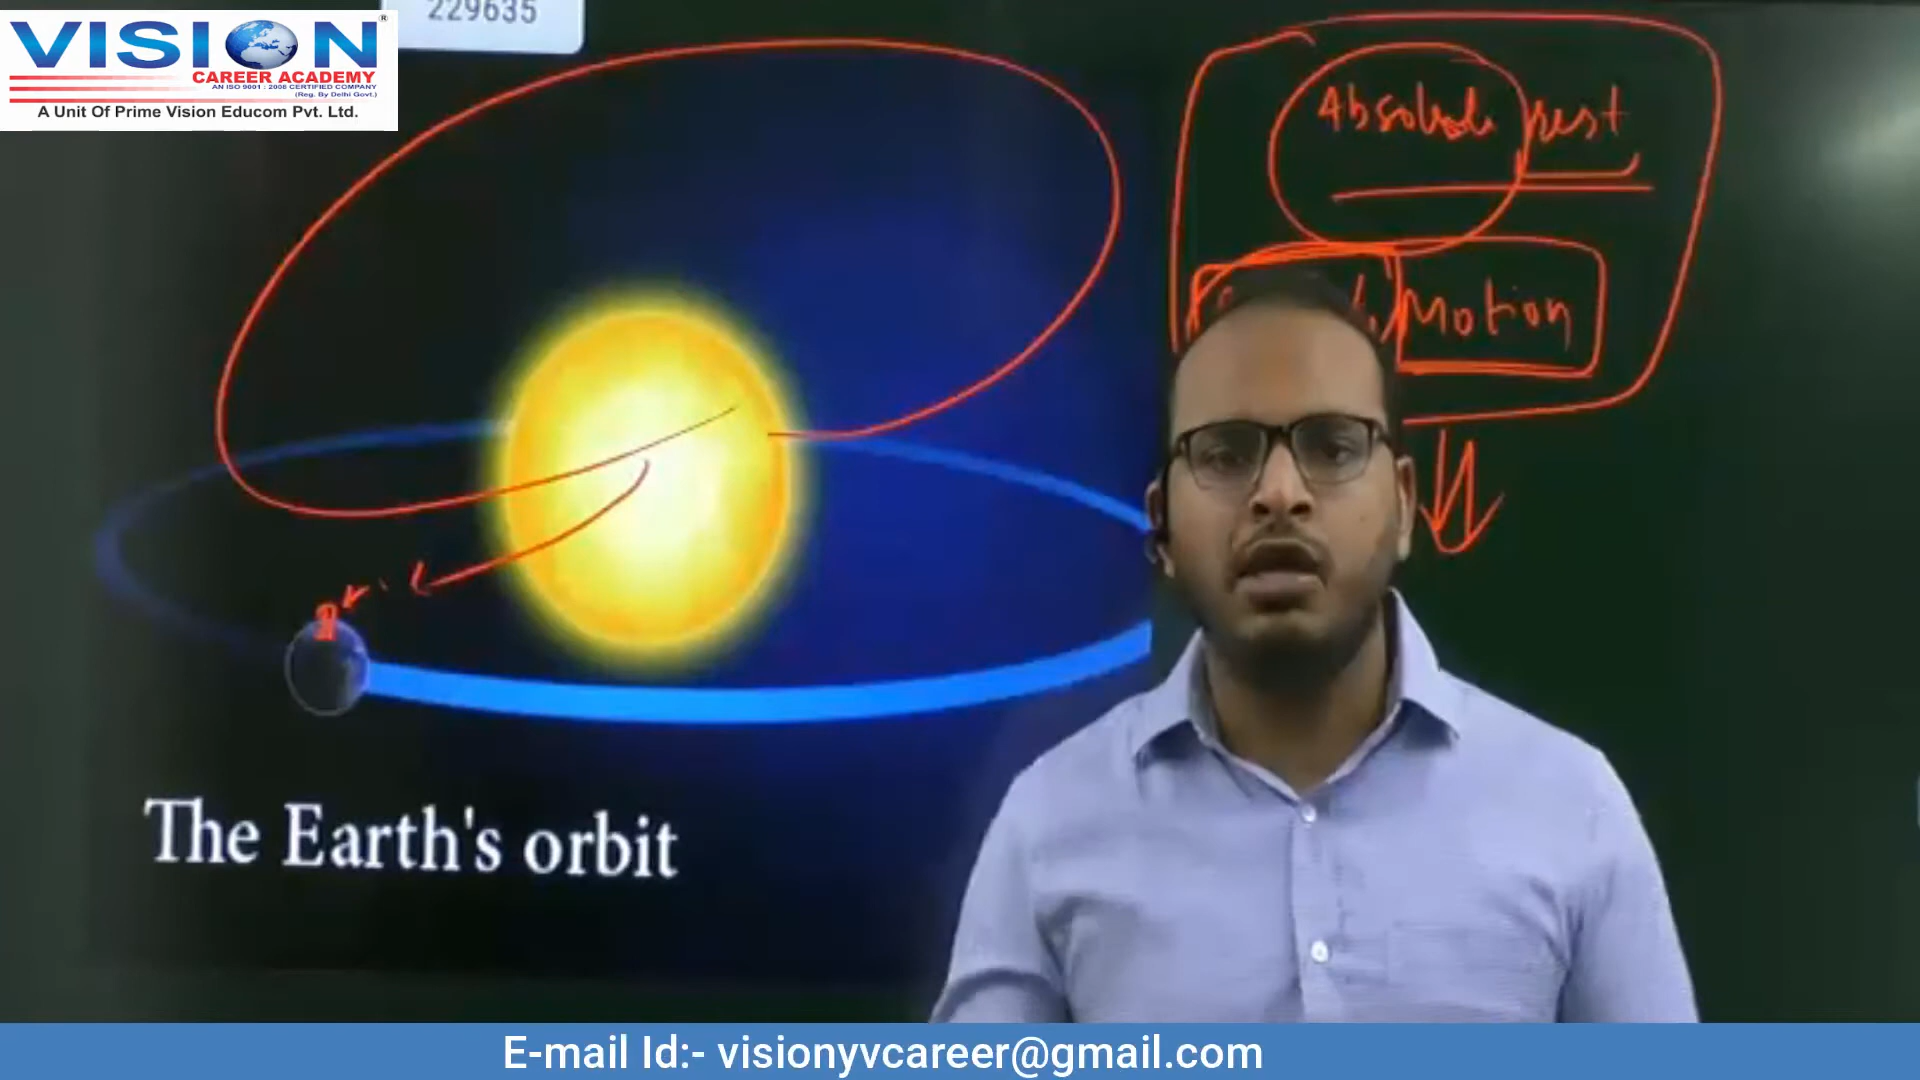 229635
VISION®
CAREER ACADEMY
AN ISO 9001 : 2008 CERTIFIED COMPANY
(Reg. By Delhi Govt.)
A Unit Of Prime Vision Educom Pvt. Ltd.
Absolute rest
Motion
The Earth's orbit
E-mail Id:- visionyvcareer@gmail.com